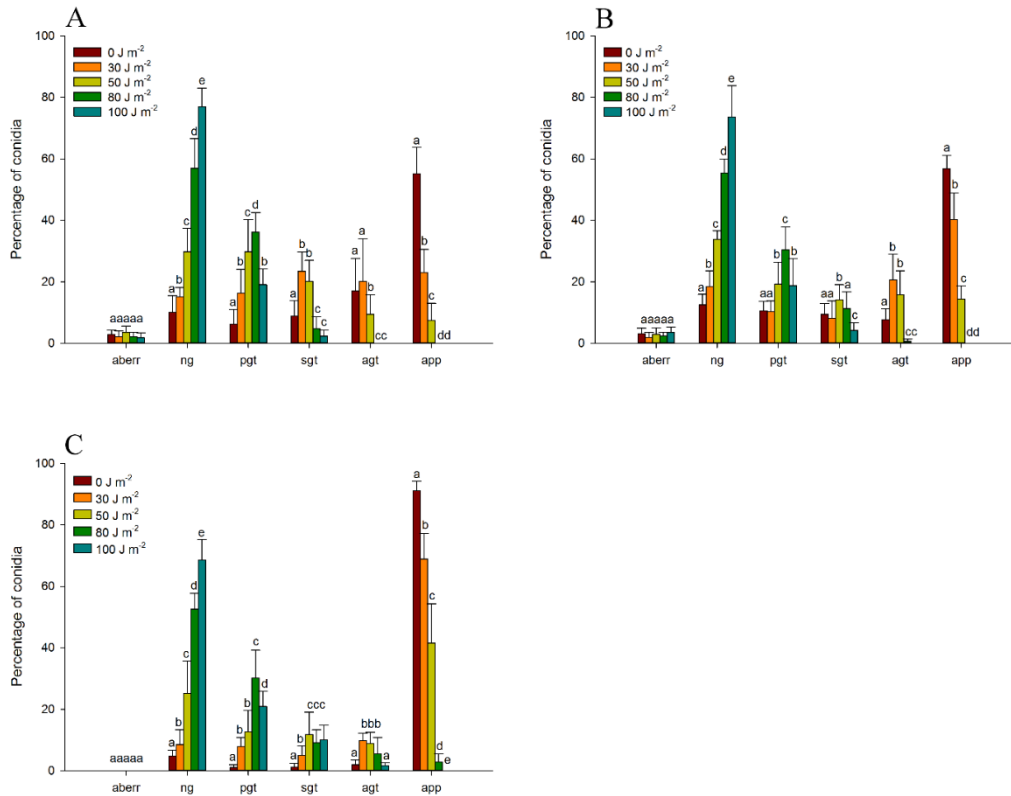 A
Percentage of conidia
100
80
60
40
20
0
0 J m⁻²
30 J m⁻²
50 J m⁻²
80 J m⁻²
100 J m⁻²
aaaaa
a b c d e
a b c d b
a b b c c
a a b cc
a b c dd
aberr ng pgt sgt agt app
B
Percentage of conidia
100
80
60
40
20
0
0 J m⁻²
30 J m⁻²
50 J m⁻²
80 J m⁻²
100 J m⁻²
aaaaa
a b c d e
aa b c b
aa b a c
a b b cc
a b c dd
aberr ng pgt sgt agt app
C
Percentage of conidia
100
80
60
40
20
0
0 J m⁻²
30 J m⁻²
50 J m⁻²
80 J m⁻²
100 J m⁻²
aaaaa
a b c d e
a b b c d
a b ccc
a bbb a
a b c d e
aberr ng pgt sgt agt app